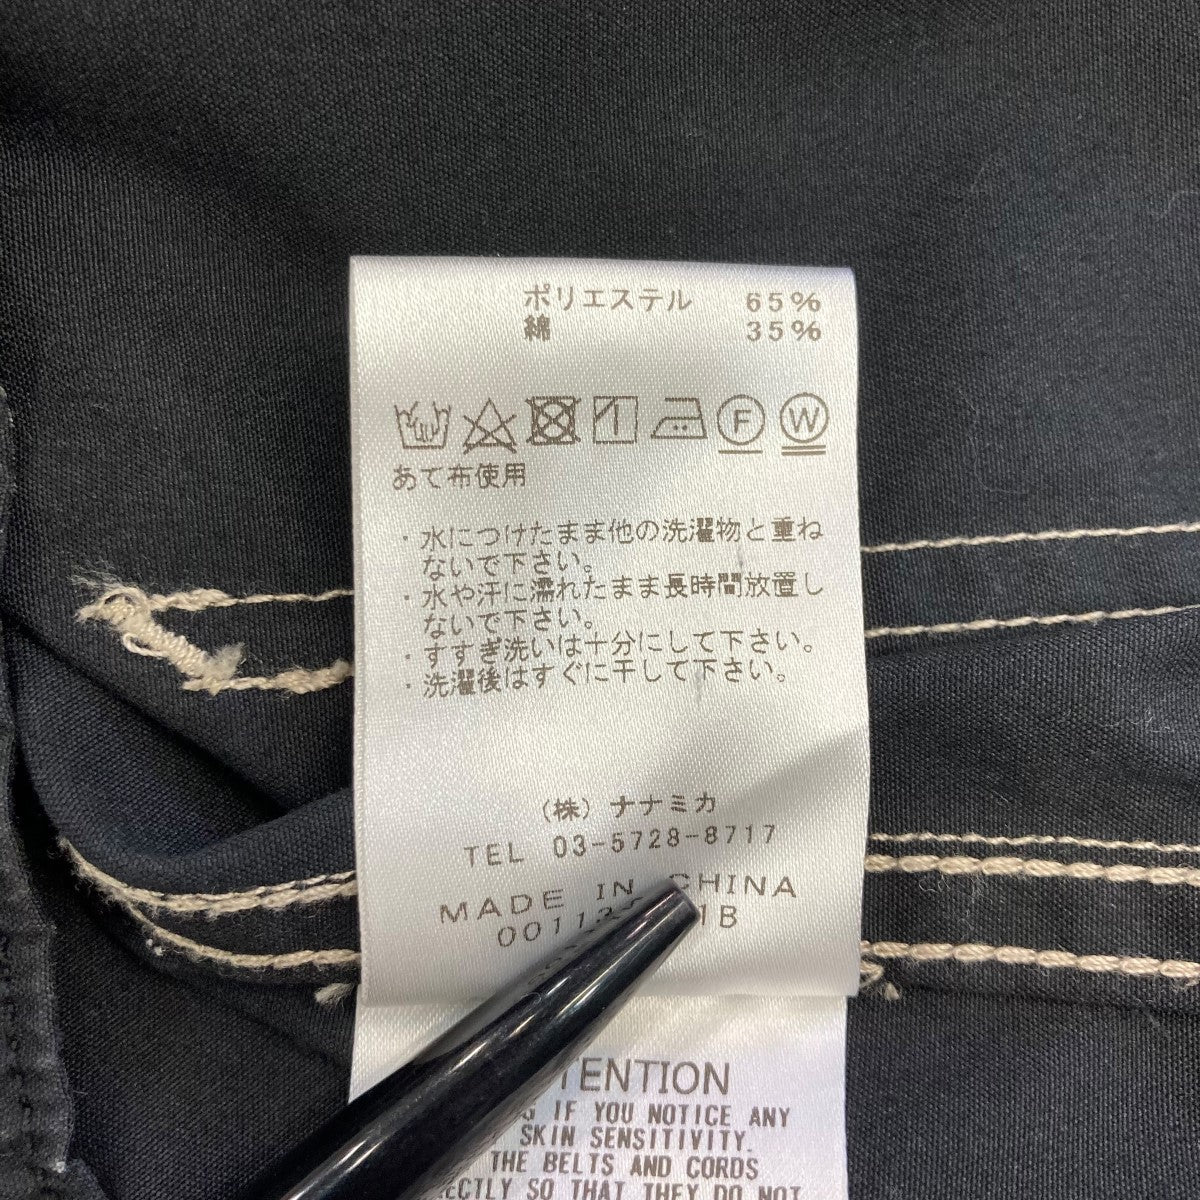 ポリエステル 65%
綿 35%
F W
あて布使用
・水につけたまま他の洗濯物と重ね
ないで下さい。
・水や汗に濡れたまま長時間放置し
ないで下さい。
・すすぎ洗いは十分にして下さい。
・洗濯後はすぐに干して下さい。
(株) ナナミカ
TEL 03-5728-8717
MADE IN CHINA
IF YOU NOTICE ANY
SKIN SENSITIVITY.
THE BELTS AND CORDS
SO THAT THEY DO NOT